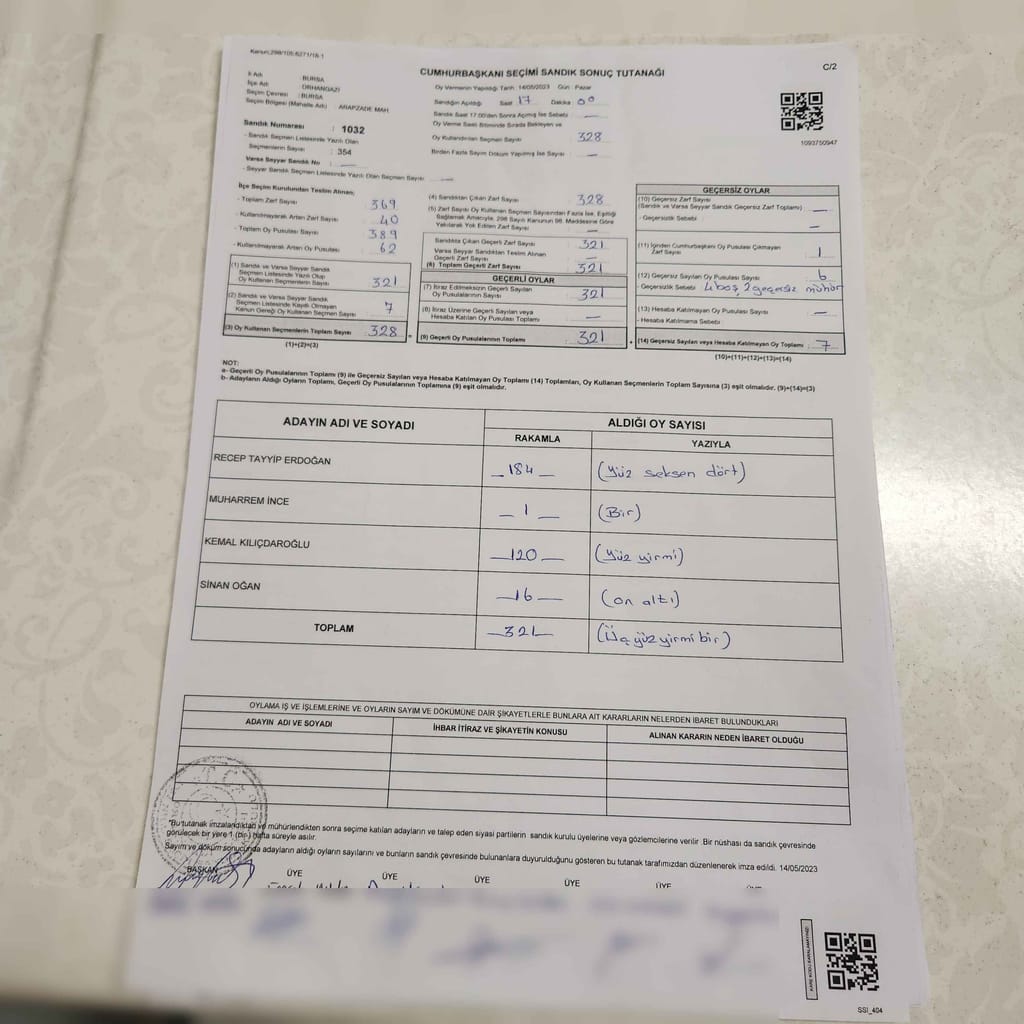 Kanun:298/105;6271/16-1
C/2
CUMHURBAŞKANI SEÇİMİ SANDIK SONUÇ TUTANAĞI
İl Adı : BURSA
İlçe Adı : ORHANGAZİ
Seçim Çevresi : BURSA
Seçim Bölgesi (Mahalle Adı) ARAPZADE MAH.
Sandık Numarası : 1032
- Sandık Seçmen Listesinde Yazılı Olan
Seçmenlerin Sayısı : 354
Varsa Seyyar Sandık No : —
- Seyyar Sandık Seçmen Listesinde Yazılı Olan Seçmen Sayısı : —
Oy Vermenin Yapıldığı Tarih: 14/05/2023 Gün : Pazar
Sandığın Açıldığı Saat 17 Dakika 00
Sandık Saat 17:00'den Sonra Açılmış İse Sebebi : —
Oy Verme Saati Bitiminde Sırada Bekleyen ve
Oy Kullandırılan Seçmen Sayısı 328
Birden Fazla Sayım Döküm Yapılmış İse Sayısı : —
1093750947
İlçe Seçim Kurulundan Teslim Alınan;
- Toplam Zarf Sayısı 369
- Kullanılmayarak Artan Zarf Sayısı 40
- Toplam Oy Pusulası Sayısı 389
- Kullanılmayarak Artan Oy Pusulası 62
(1) Sandık ve Varsa Seyyar Sandık
Seçmen Listesinde Yazılı Olup
Oy Kullanan Seçmenlerin Sayısı 321
(2) Sandık ve Varsa Seyyar Sandık
Seçmen Listesinde Kayıtlı Olmayan
Kanun Gereği Oy Kullanan Seçmen Sayısı 7
(3) Oy Kullanan Seçmenlerin Toplam Sayısı 328
(1)+(2)=(3)
(4) Sandıktan Çıkan Zarf Sayısı 328
(5) Zarf Sayısı Oy Kullanan Seçmen Sayısından Fazla İse, Eşitliği
Sağlamak Amacıyla, 298 Sayılı Kanunun 98. Maddesine Göre
Yakılarak Yok Edilen Zarf Sayısı : —
Sandıkta Çıkan Geçerli Zarf Sayısı 321
Varsa Seyyar Sandıktan Teslim Alınan
Geçerli Zarf Sayısı —
(6) Toplam Geçerli Zarf Sayısı 321
GEÇERLİ OYLAR
(7) İtiraz Edilmeksizin Geçerli Sayılan
Oy Pusulalarının Sayısı : 321
(8) İtiraz Üzerine Geçerli Sayılan veya
Hesaba Katılan Oy Pusulası Toplamı : —
= (9) Geçerli Oy Pusulalarının Toplamı : 321
GEÇERSİZ OYLAR
(10) Geçersiz Zarf Sayısı
(Sandık ve Varsa Seyyar Sandık Geçersiz Zarf Toplamı) : —
- Geçersizlik Sebebi : —
(11) İçinden Cumhurbaşkanı Oy Pusulası Çıkmayan
Zarf Sayısı : 1
(12) Geçersiz Sayılan Oy Pusulası Sayısı : 6
- Geçersizlik Sebebi : 4 boş 2 geçersiz mühür
(13) Hesaba Katılmayan Oy Pusulası Sayısı : —
- Hesaba Katılmama Sebebi :
+ (14) Geçersiz Sayılan veya Hesaba Katılmayan Oy Toplamı : 7
(10)+(11)+(12)+(13)=(14)
NOT:
a- Geçerli Oy Pusulalarının Toplamı (9) ile Geçersiz Sayılan veya Hesaba Katılmayan Oy Toplamı (14) Toplamları, Oy Kullanan Seçmenlerin Toplam Sayısına (3) eşit olmalıdır. (9)+(14)=(3)
b- Adayların Aldığı Oyların Toplamı, Geçerli Oy Pusulalarının Toplamına (9) eşit olmalıdır.
ADAYIN ADI VE SOYADI ALDIĞI OY SAYISI
RAKAMLA YAZIYLA
RECEP TAYYİP ERDOĞAN —184— (Yüz seksen dört)
MUHARREM İNCE —1— (Bir)
KEMAL KILIÇDAROĞLU —120— (Yüz yirmi)
SİNAN OĞAN —16— (on altı)
TOPLAM —321— (Üç yüz yirmi bir)
OYLAMA İŞ VE İŞLEMLERİNE VE OYLARIN SAYIM VE DÖKÜMÜNE DAİR ŞİKAYETLERLE BUNLARA AİT KARARLARIN NELERDEN İBARET BULUNDUKLARI
ADAYIN ADI VE SOYADI İHBAR İTİRAZ VE ŞİKAYETİN KONUSU ALINAN KARARIN NEDEN İBARET OLDUĞU
"Bu tutanak imzalandıktan ve mühürlendikten sonra seçime katılan adayların ve talep eden siyasi partilerin sandık kurulu üyelerine veya gözlemcilerine verilir. Bir nüshası da sandık çevresinde
görülecek bir yere 1 (bir) hafta süreyle asılır.
Sayım ve döküm sonucunda adayların aldığı oyların sayılarını ve bunların sandık çevresinde bulunanlara duyurulduğunu gösteren bu tutanak tarafımızdan düzenlenerek imza edildi. 14/05/2023
BAŞKAN ÜYE ÜYE ÜYE ÜYE ÜYE
KARE KODU KARALAMAYINIZ!
SSİ_404